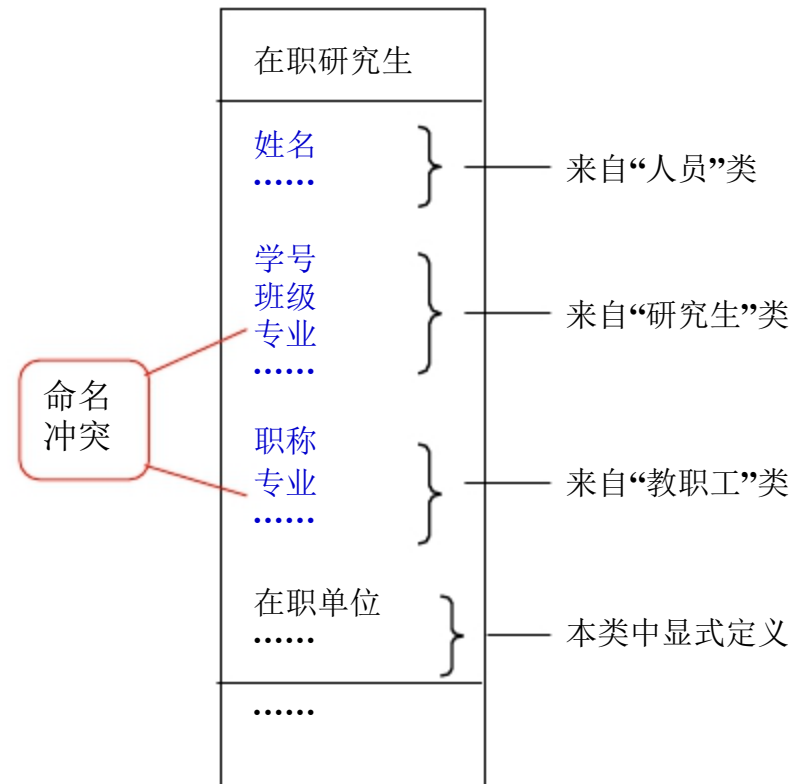 在职研究生
姓名
……
来自“人员”类
学号
班级
专业
……
来自“研究生”类
命名
冲突
职称
专业
……
来自“教职工”类
在职单位
……
本类中显式定义
……